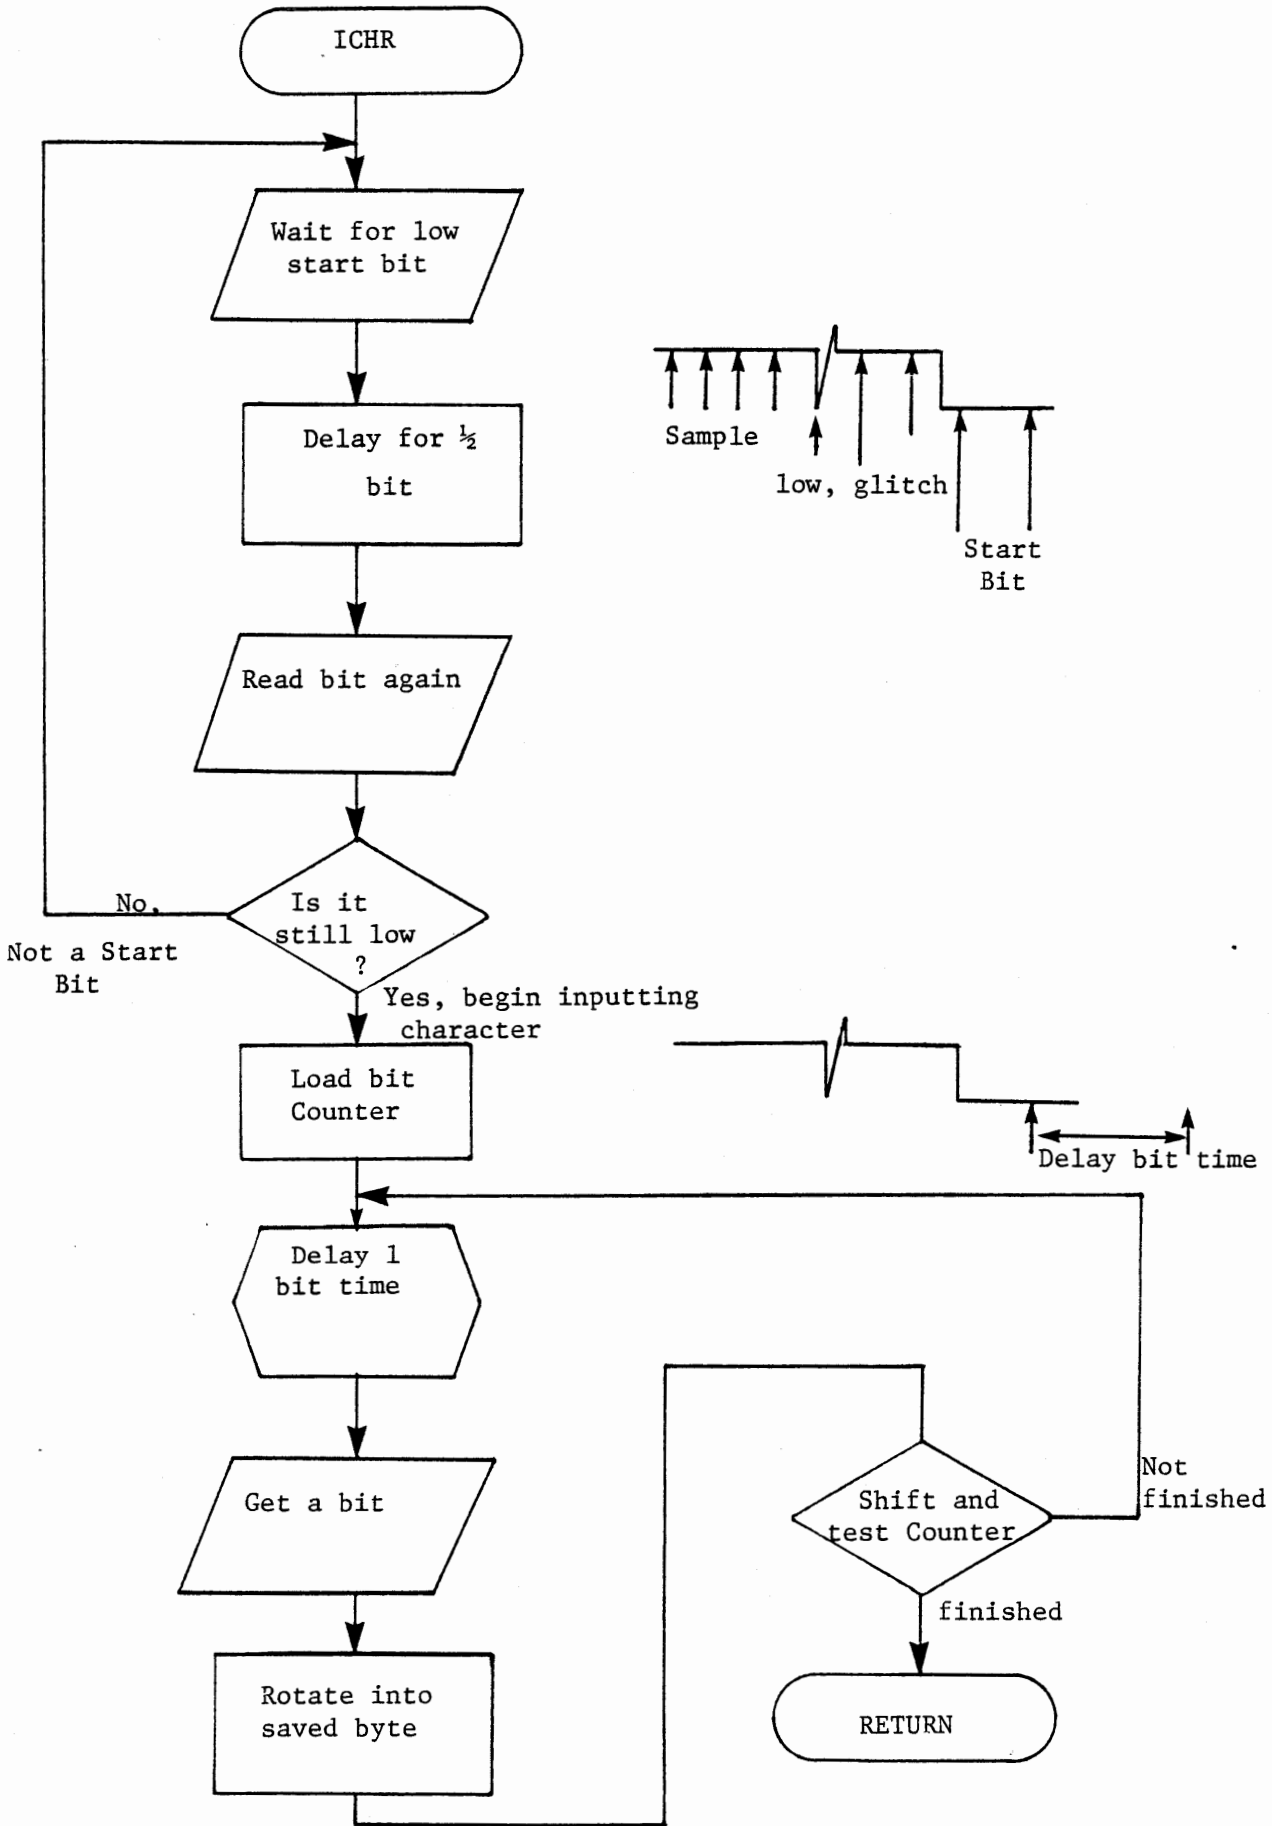 ICHR
Wait for low
start bit
Delay for ½
bit
Sample
low, glitch
Start
Bit
Read bit again
Is it
still low
?
No,
Not a Start
Bit
Yes, begin inputting
character
Load bit
Counter
Delay bit time
Delay 1
bit time
Get a bit
Shift and
test Counter
Not
finished
finished
Rotate into
saved byte
RETURN